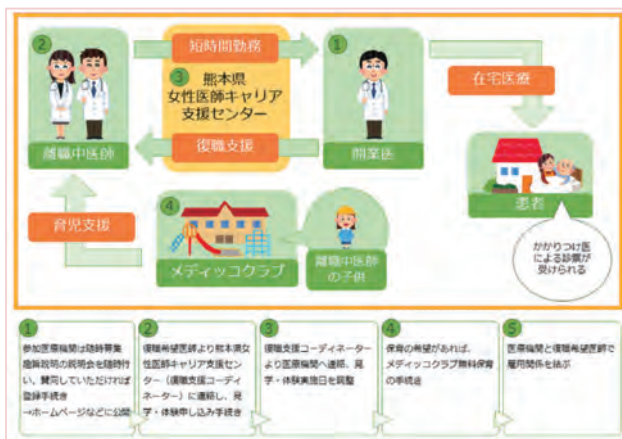 ②
短時間勤務
①
③ 熊本県
女性医師キャリア
支援センター
在宅医療
離職中医師
復職支援
開業医
患者
育児支援
④
メディッコクラブ
離職中医師
の子供
かかりつけ医
による診察が
受けられる
①
参加医療機関は随時募集
趣旨説明の説明会を随時行
い、賛同していただければ
登録手続き
→ホームページなどに公開
②
復職希望医師より熊本県女
性医師キャリア支援セン
ター（復職支援コーディ
ネーター）に連絡し、見
学・体験申し込み手続き
③
復職支援コーディネーター
より医療機関へ連絡、見
学・体験実施日を調整
④
保育の希望があれば、
メディッコクラブ無料保育
の手続き
⑤
医療機関と復職希望医師で
雇用関係を結ぶ